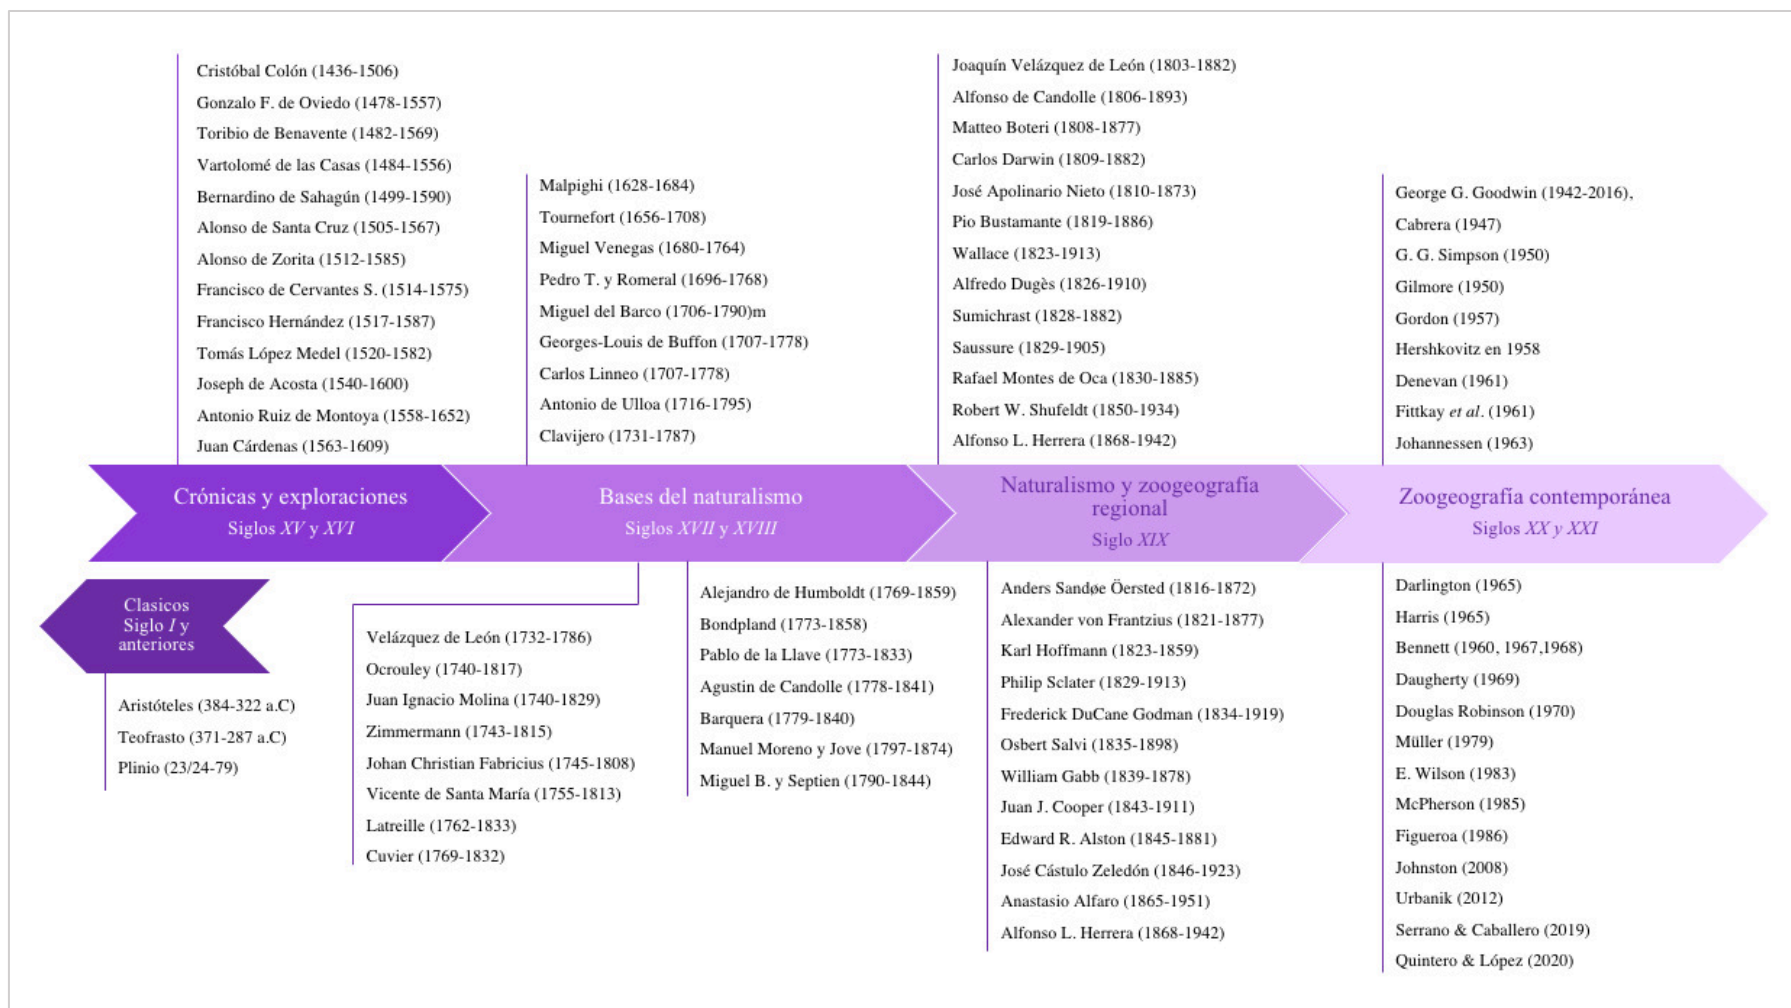 Cristóbal Colón (1436-1506)
Gonzalo F. de Oviedo (1478-1557)
Toribio de Benavente (1482-1569)
Vartolomé de las Casas (1484-1556)
Bernardino de Sahagún (1499-1590)
Alonso de Santa Cruz (1505-1567)
Alonso de Zorita (1512-1585)
Francisco de Cervantes S. (1514-1575)
Francisco Hernández (1517-1587)
Tomás López Medel (1520-1582)
Joseph de Acosta (1540-1600)
Antonio Ruiz de Montoya (1558-1652)
Juan Cárdenas (1563-1609)
Malpighi (1628-1684)
Tournefort (1656-1708)
Miguel Venegas (1680-1764)
Pedro T. y Romeral (1696-1768)
Miguel del Barco (1706-1790)m
Georges-Louis de Buffon (1707-1778)
Carlos Linneo (1707-1778)
Antonio de Ulloa (1716-1795)
Clavijero (1731-1787)
Joaquín Velázquez de León (1803-1882)
Alfonso de Candolle (1806-1893)
Matteo Boteri (1808-1877)
Carlos Darwin (1809-1882)
José Apolinario Nieto (1810-1873)
Pio Bustamante (1819-1886)
Wallace (1823-1913)
Alfredo Dugès (1826-1910)
Sumichrast (1828-1882)
Saussure (1829-1905)
Rafael Montes de Oca (1830-1885)
Robert W. Shufeldt (1850-1934)
Alfonso L. Herrera (1868-1942)
George G. Goodwin (1942-2016),
Cabrera (1947)
G. G. Simpson (1950)
Gilmore (1950)
Gordon (1957)
Hershkovitz en 1958
Denevan (1961)
Fittkay et al. (1961)
Johannessen (1963)
Crónicas y exploraciones
Siglos XV y XVI
Bases del naturalismo
Siglos XVII y XVIII
Naturalismo y zoogeografía
regional
Siglo XIX
Zoogeografía contemporánea
Siglos XX y XXI
Clasicos
Siglo I y
anteriores
Aristóteles (384-322 a.C)
Teofrasto (371-287 a.C)
Plinio (23/24-79)
Velázquez de León (1732-1786)
Ocrouley (1740-1817)
Juan Ignacio Molina (1740-1829)
Zimmermann (1743-1815)
Johan Christian Fabricius (1745-1808)
Vicente de Santa María (1755-1813)
Latreille (1762-1833)
Cuvier (1769-1832)
Alejandro de Humboldt (1769-1859)
Bondpland (1773-1858)
Pablo de la Llave (1773-1833)
Agustin de Candolle (1778-1841)
Barquera (1779-1840)
Manuel Moreno y Jove (1797-1874)
Miguel B. y Septien (1790-1844)
Anders Sandøe Öersted (1816-1872)
Alexander von Frantzius (1821-1877)
Karl Hoffmann (1823-1859)
Philip Sclater (1829-1913)
Frederick DuCane Godman (1834-1919)
Osbert Salvi (1835-1898)
William Gabb (1839-1878)
Juan J. Cooper (1843-1911)
Edward R. Alston (1845-1881)
José Cástulo Zeledón (1846-1923)
Anastasio Alfaro (1865-1951)
Alfonso L. Herrera (1868-1942)
Darlington (1965)
Harris (1965)
Bennett (1960, 1967,1968)
Daugherty (1969)
Douglas Robinson (1970)
Müller (1979)
E. Wilson (1983)
McPherson (1985)
Figueroa (1986)
Johnston (2008)
Urbanik (2012)
Serrano & Caballero (2019)
Quintero & López (2020)